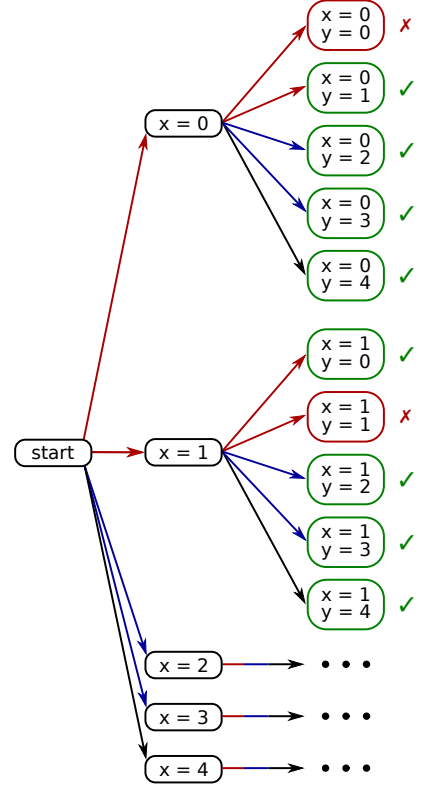 x = 0
y = 0
✗
x = 0
y = 1
✓
x = 0
x = 0
y = 2
✓
x = 0
y = 3
✓
x = 0
y = 4
✓
x = 1
y = 0
✓
x = 1
y = 1
✗
start
x = 1
x = 1
y = 2
✓
x = 1
y = 3
✓
x = 1
y = 4
✓
x = 2
• • •
x = 3
• • •
x = 4
• • •